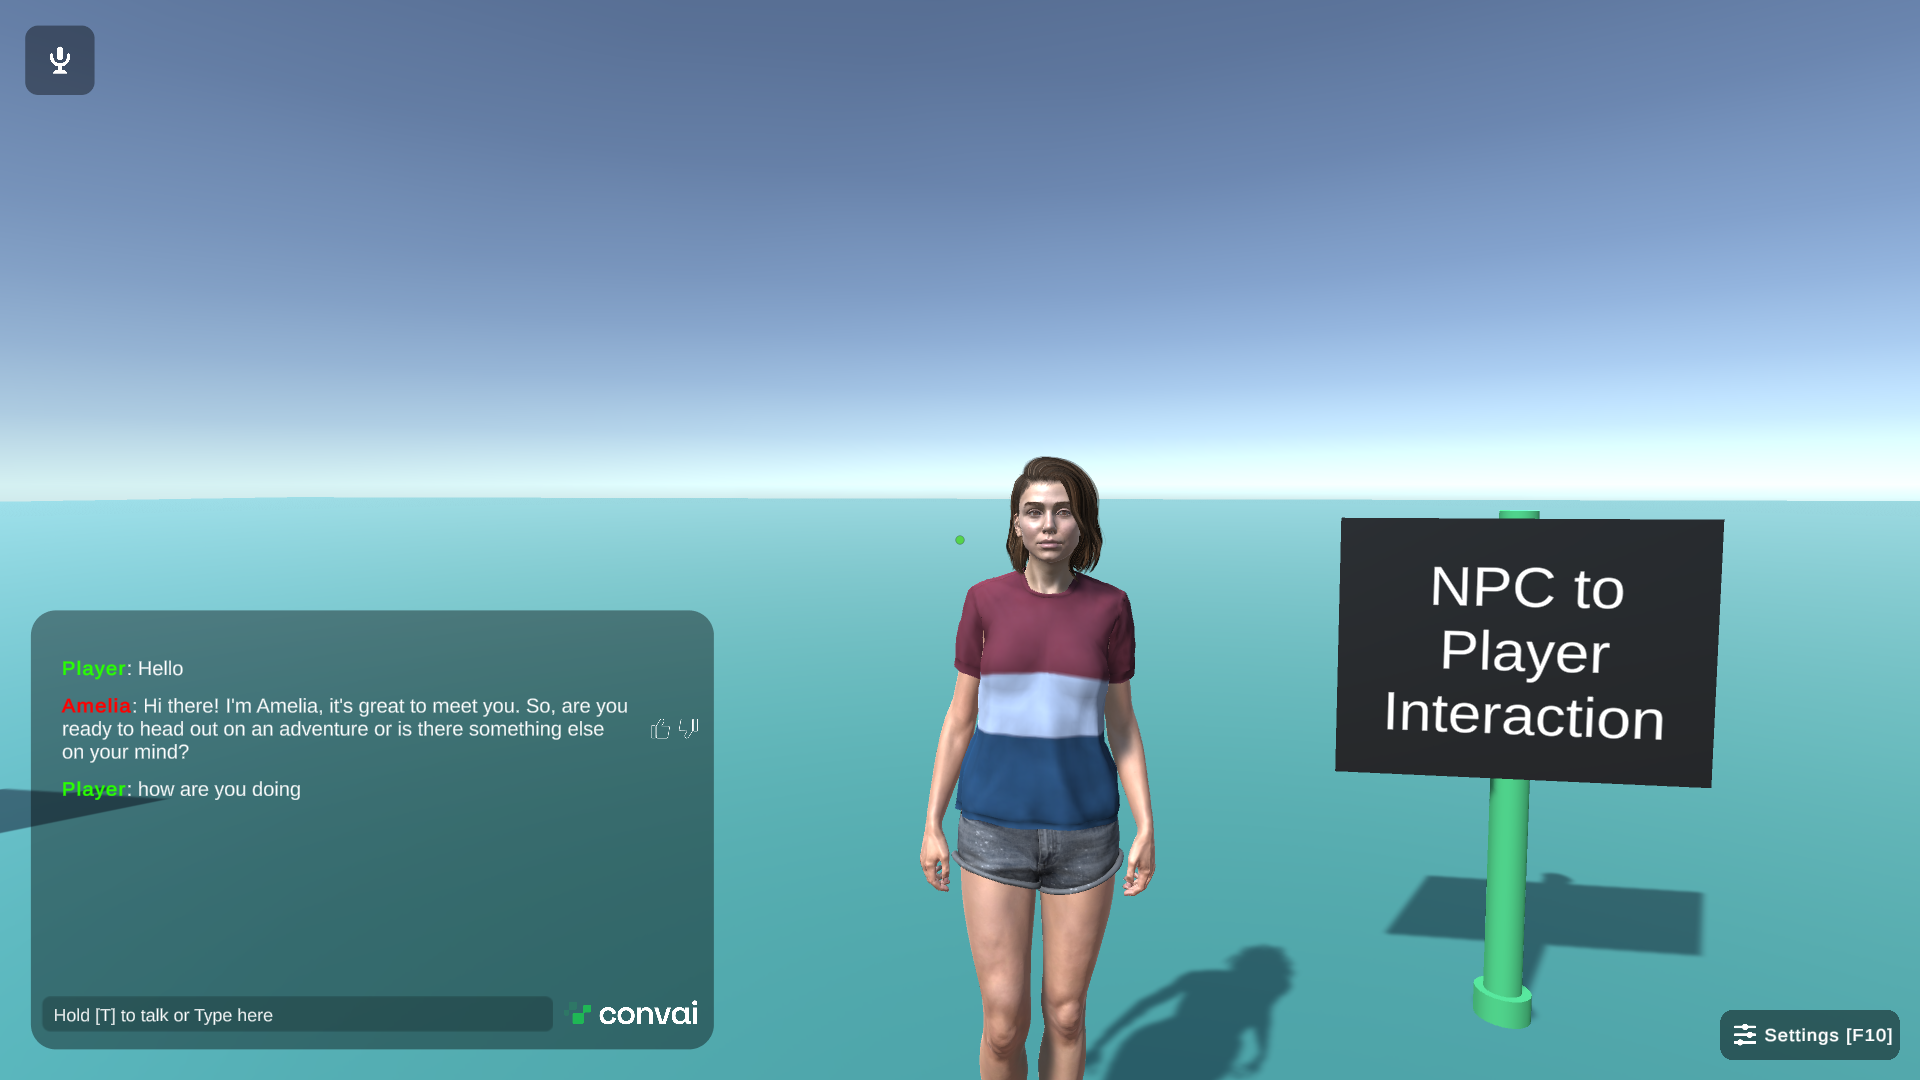 NPC to
Player
Interaction
Player: Hello
Amelia: Hi there! I'm Amelia, it's great to meet you. So, are you
ready to head out on an adventure or is there something else
on your mind?
Player: how are you doing
Hold [T] to talk or Type here
convai
Settings [F10]